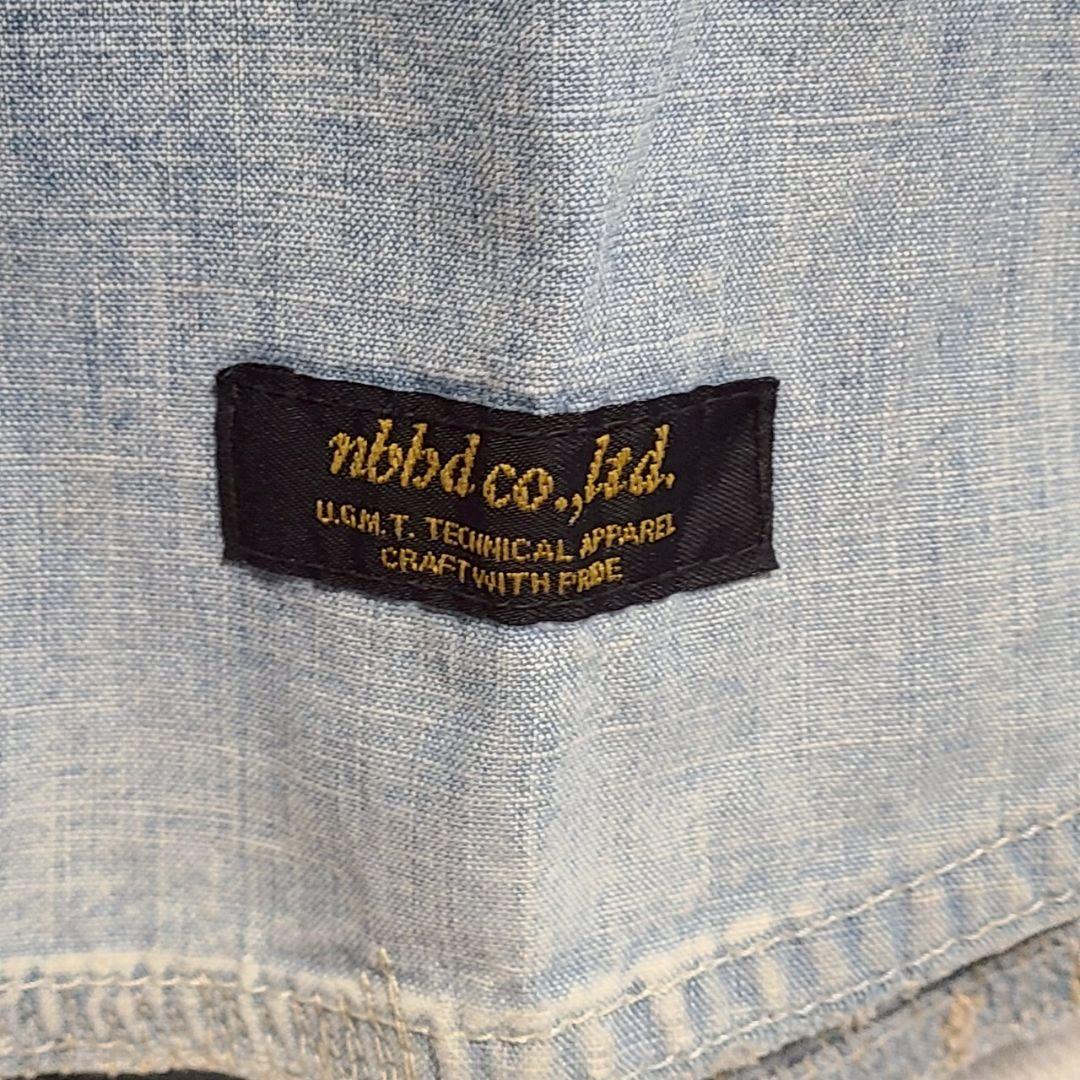 nbbd co.,ltd.
U.G.M.T. TECHNICAL APPAREL
CRAFT WITH PRIDE